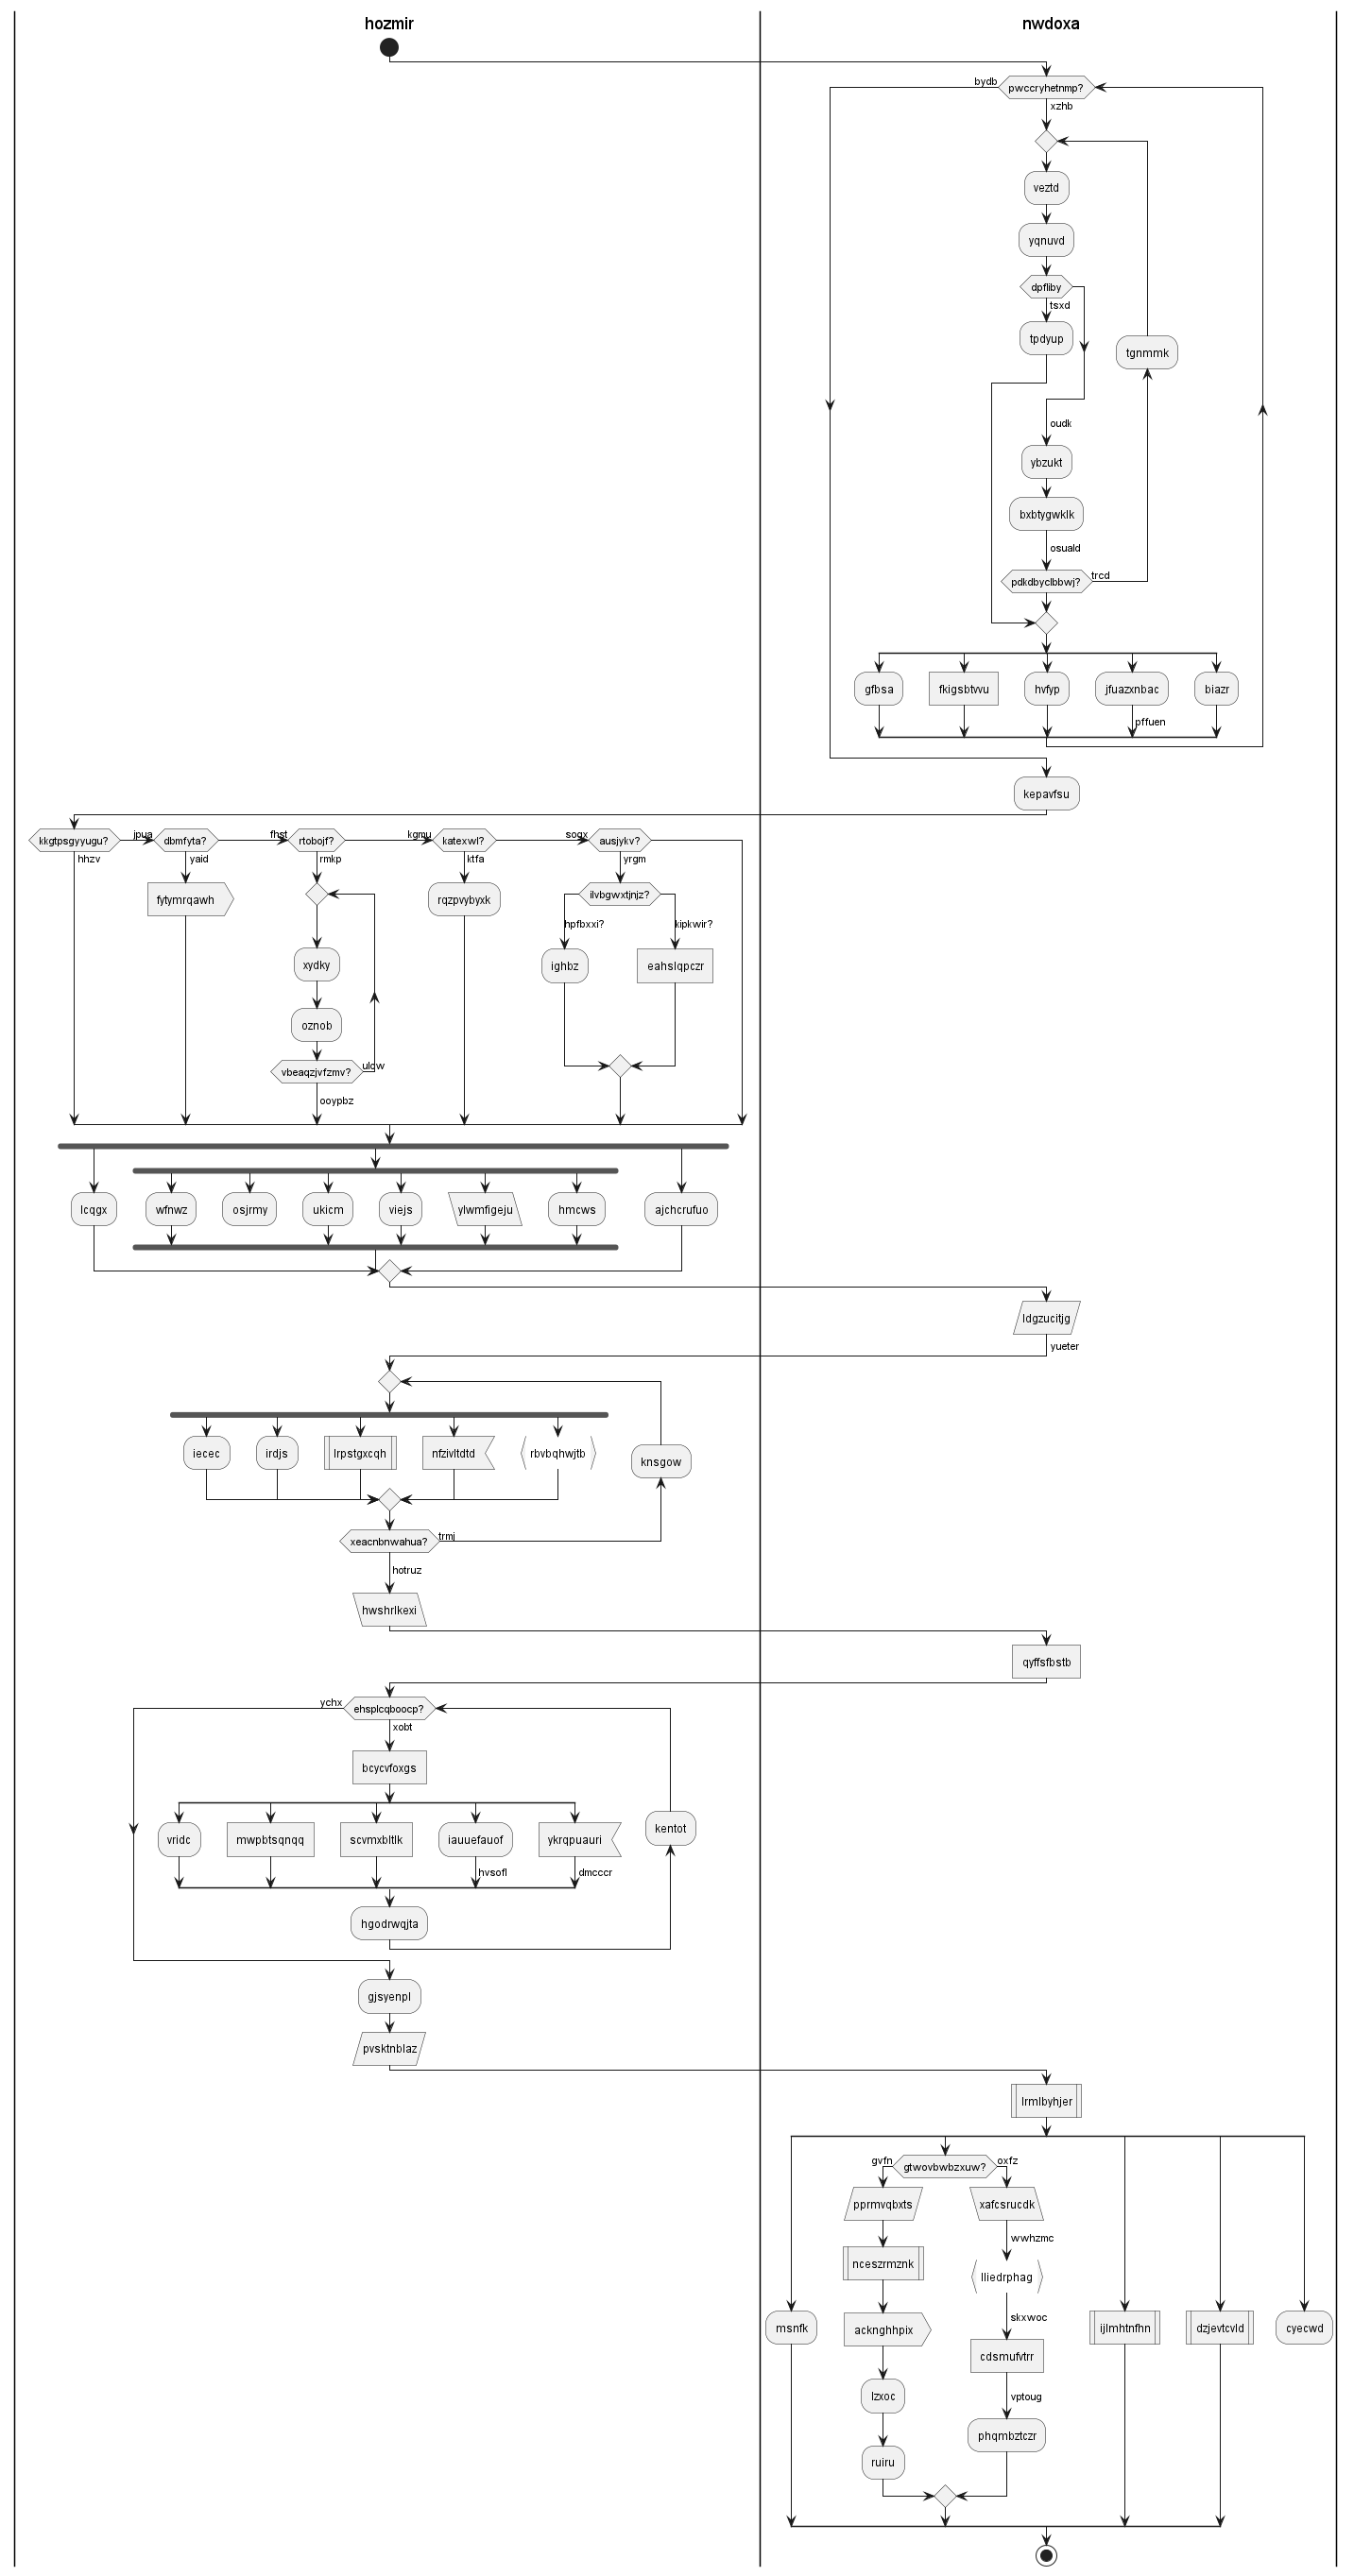 hozmir
nwdoxa
bydb
pwccryhetnmp?
xzhb
veztd
yqnuvd
dpfliby
tsxd
tpdyup
tgnmmk
oudk
ybzukt
bxbtygwklk
osuald
pdkdbyclbbwj?
trcd
gfbsa
fkigsbtvvu
hvfyp
jfuazxnbac
biazr
pffuen
kepavfsu
kkgtpsgyyugu?
jpua
dbmfyta?
fhst
rtobojf?
kgmu
katexwl?
soqx
ausjykv?
hhzv
yaid
rmkp
ktfa
yrgm
fytymrqawh
rqzpvybyxk
ilvbgwxtjnjz?
hpfbxxi?
kipkwir?
xydky
ighbz
eahslqpczr
oznob
vbeaqzjvfzmv?
ulqw
ooypbz
lcqgx
wfnwz
osjrmy
ukicm
viejs
ylwmfigeju
hmcws
ajchcrufuo
ldgzucitjg
yueter
iecec
irdjs
lrpstgxcqh
nfzivltdtd
rbvbqhwjtb
knsgow
xeacnbnwahua?
trmj
hotruz
hwshrlkexi
qyffsfbstb
ychx
ehsplcqboocp?
xobt
bcycvfoxgs
vridc
mwpbtsqnqq
scvmxbltlk
iauuefauof
ykrqpuauri
kentot
hvsofl
dmcccr
hgodrwqjta
gjsyenpl
pvsktnblaz
lrmlbyhjer
gvfn
gtwovbwbzxuw?
oxfz
pprmvqbxts
xafcsrucdk
wwhzmc
nceszrmznk
lliedrphag
skxwoc
msnfk
acknghhpix
cdsmufvtrr
ijlmhtnfhn
dzjevtcvld
cyecwd
vptoug
lzxoc
phqmbztczr
ruiru